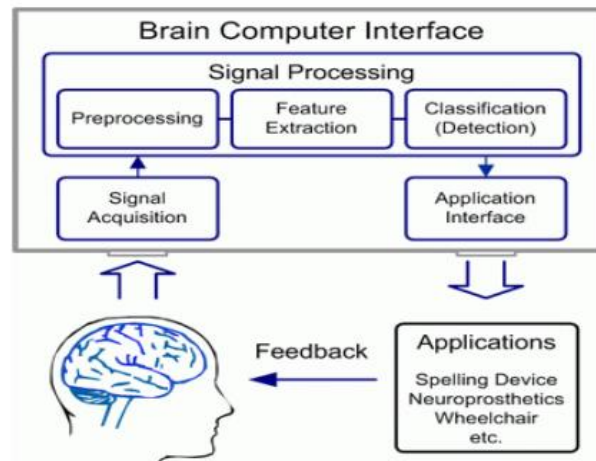 Brain Computer Interface
Signal Processing
Preprocessing
Feature
Extraction
Classification
(Detection)
Signal
Acquisition
Application
Interface
Feedback
Applications
Spelling Device
Neuroprosthetics
Wheelchair
etc.